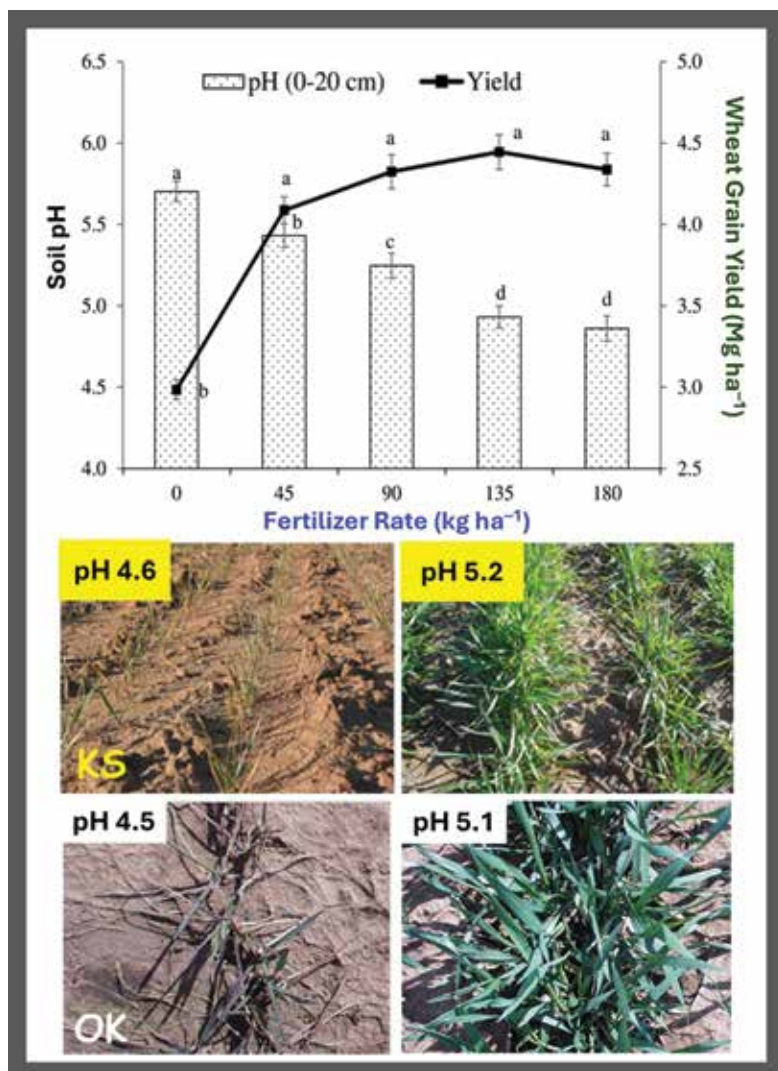 pH (0-20 cm) Yield
6.5
6.0
5.5
5.0
4.5
4.0
Soil pH
5.0
4.5
4.0
3.5
3.0
2.5
Wheat Grain Yield (Mg ha⁻¹)
a
a
a
a
a
b
b
c
d
d
0 45 90 135 180
Fertilizer Rate (kg ha⁻¹)
pH 4.6
pH 5.2
KS
pH 4.5
pH 5.1
OK